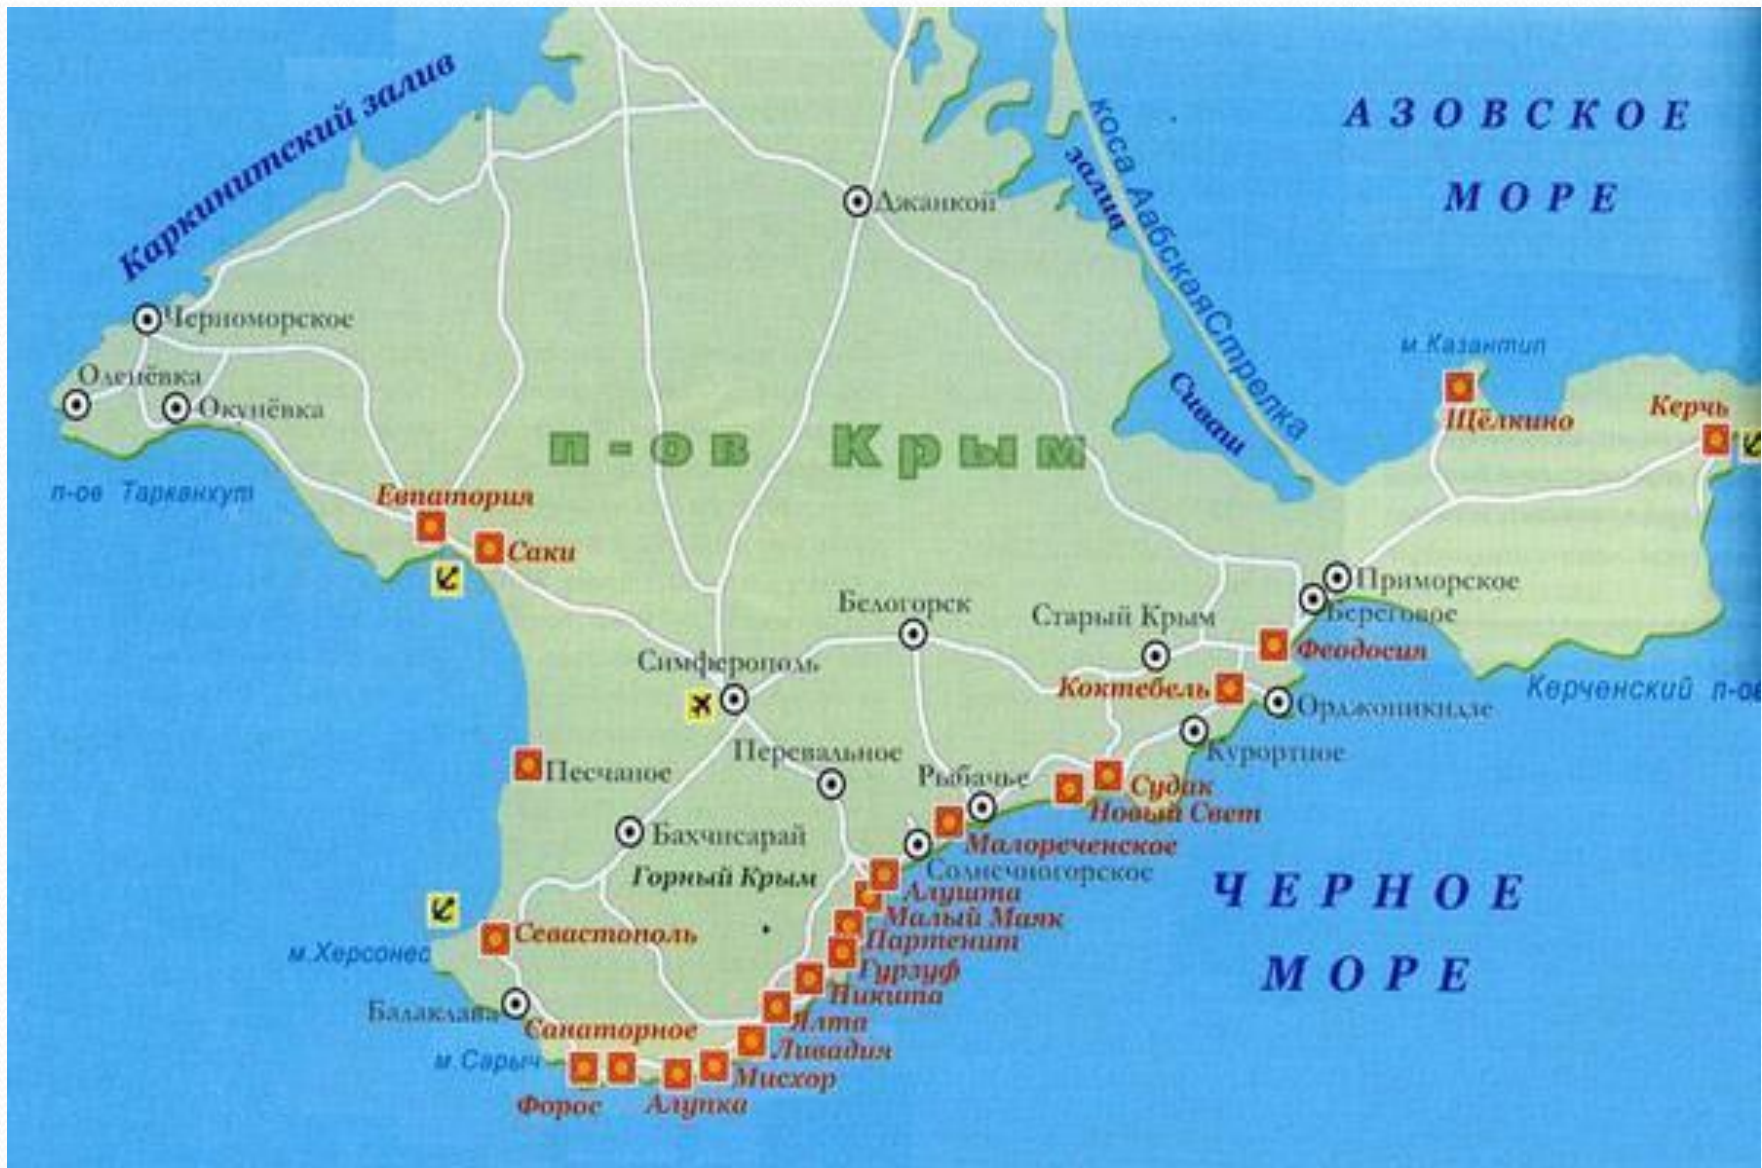 Каркинитский залив
АЗОВСКОЕ
МОРЕ
коса Аабская Стрелка
залив
Джанкой
Черноморское
м.Казантип
Оленёвка
Окунёвка
Щёлкино
Керчь
Сиваш
п-ов Крым
п-ов Тарканхут
Евпатория
Саки
Приморское
Береговое
Белогорск
Старый Крым
Феодосия
Симферополь
Коктебель
Керченский п-ов
Орджоникидзе
Курортное
Перевальное
Песчаное
Рыбачье
Судак
Новый Свет
Бахчисарай
Малореченское
Горный Крым
Солнечногорское
ЧЕРНОЕ
МОРЕ
Алушта
Малый Маяк
Севастополь
Партенит
м.Херсонес
Гурзуф
Никита
Балаклава
Санаторное
Ялта
Ливадия
м.Сарыч
Мисхор
Форос
Алупка